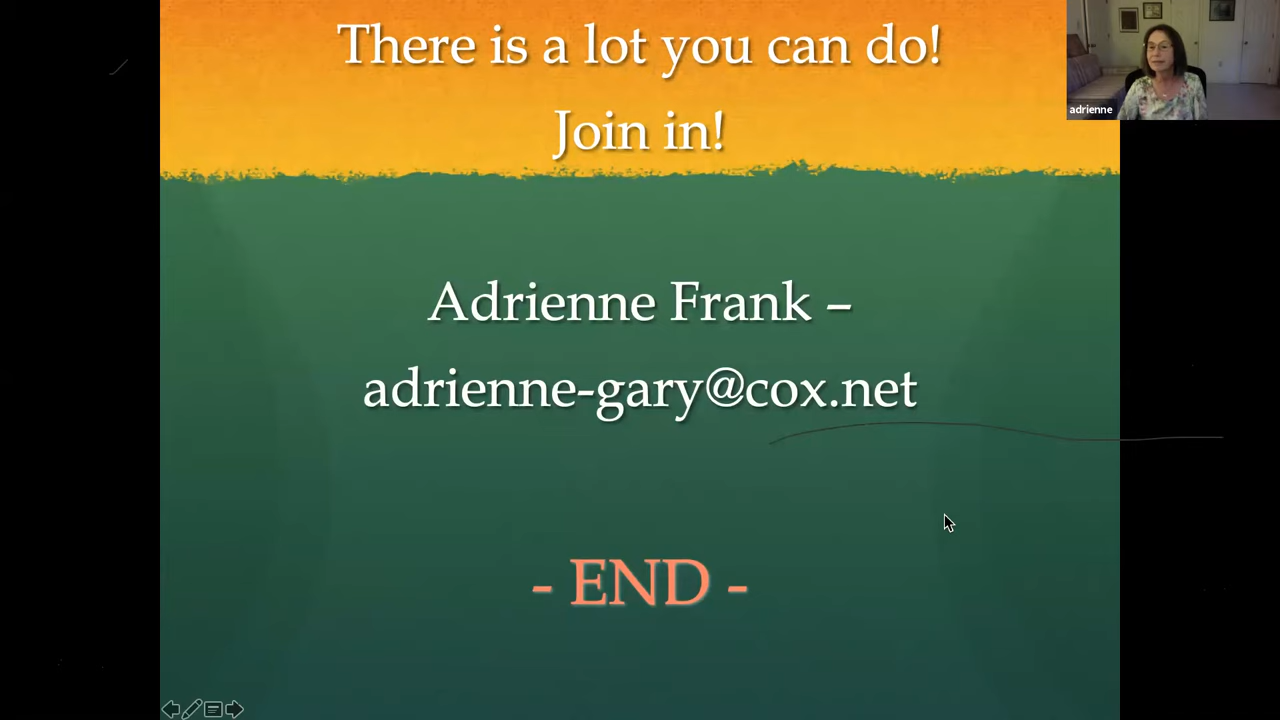 There is a lot you can do!
Join in!
adrienne
Adrienne Frank –
adrienne-gary@cox.net
- END -